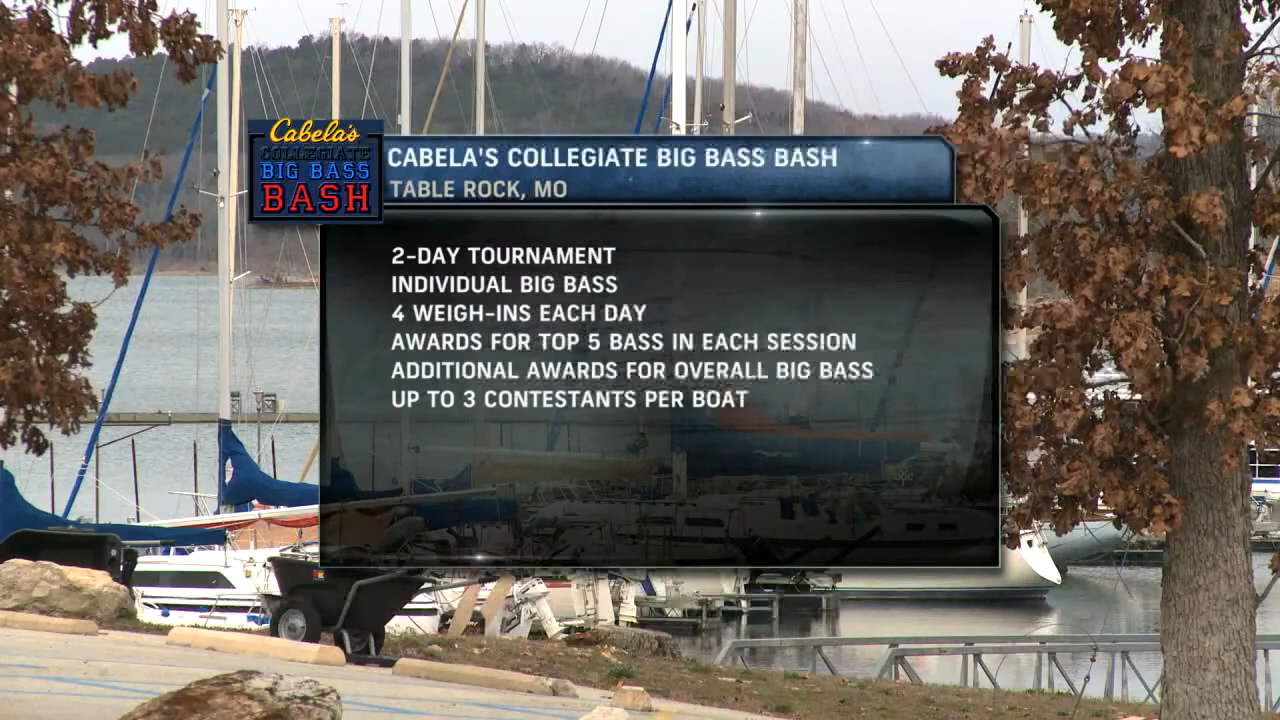 Cabela's
COLLEGIATE
BIG BASS
BASH
CABELA'S COLLEGIATE BIG BASS BASH
TABLE ROCK, MO
2-DAY TOURNAMENT
INDIVIDUAL BIG BASS
4 WEIGH-INS EACH DAY
AWARDS FOR TOP 5 BASS IN EACH SESSION
ADDITIONAL AWARDS FOR OVERALL BIG BASS
UP TO 3 CONTESTANTS PER BOAT